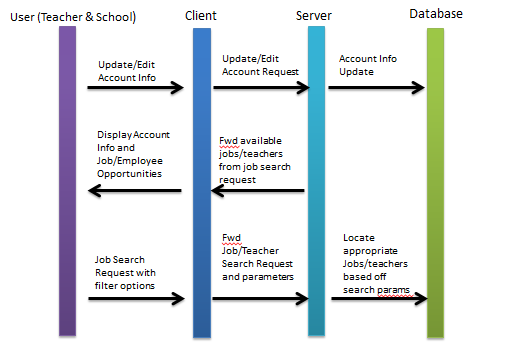 User (Teacher & School)
Client
Server
Database
Update/Edit
Account Info
Update/Edit
Account Request
Account Info
Update
Display Account
Info and
Job/Employee
Opportunities
Fwd available
jobs/teachers
from job search
request
Job Search
Request with
filter options
Fwd
Job/Teacher
Search Request
and parameters
Locate
appropriate
Jobs/teachers
based off
search params